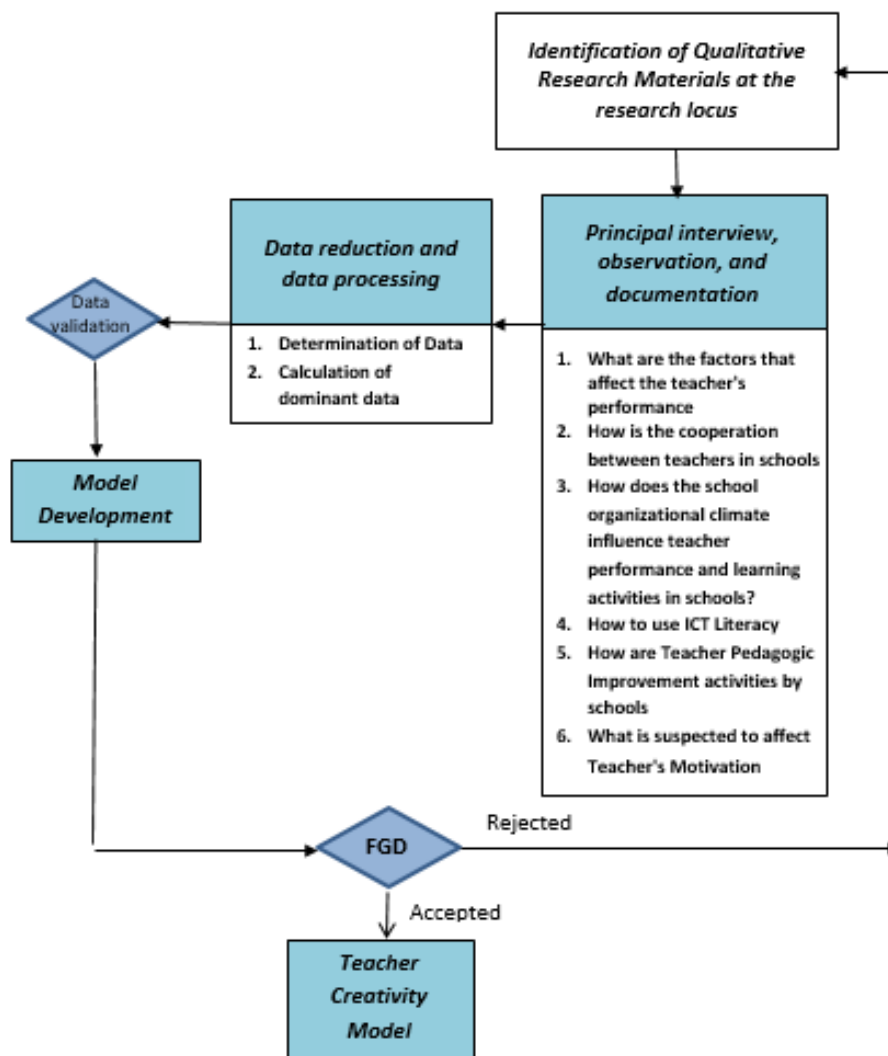 Identification of Qualitative
Research Materials at the
research locus
Principal interview,
observation, and
documentation
1. What are the factors that
affect the teacher's
performance
2. How is the cooperation
between teachers in schools
3. How does the school
organizational climate
influence teacher
performance and learning
activities in schools?
4. How to use ICT Literacy
5. How are Teacher Pedagogic
Improvement activities by
schools
6. What is suspected to affect
Teacher's Motivation
Data reduction and
data processing
1. Determination of Data
2. Calculation of
dominant data
Data
validation
Model
Development
FGD
Rejected
Accepted
Teacher
Creativity
Model